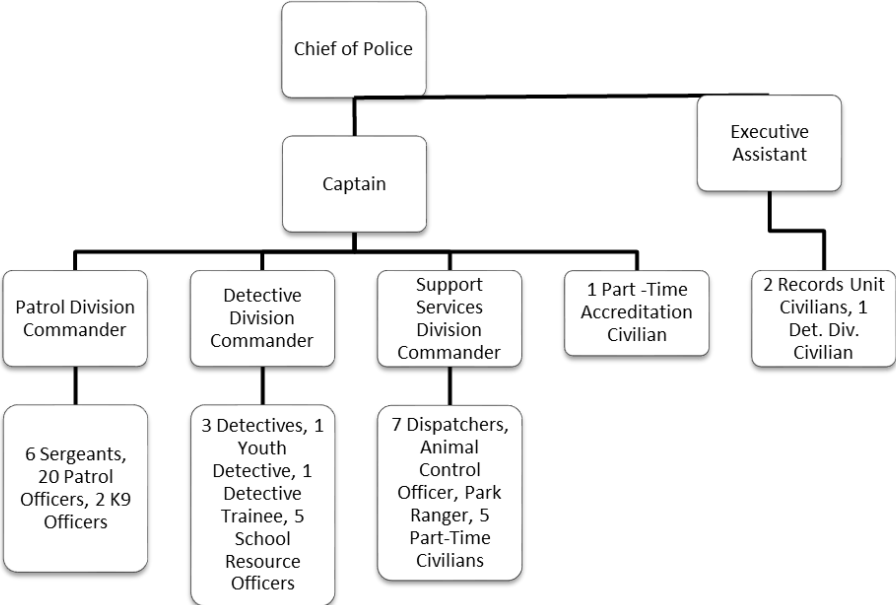 Chief of Police
Executive
Assistant
Captain
Patrol Division
Commander
Detective
Division
Commander
Support
Services
Division
Commander
1 Part -Time
Accreditation
Civilian
2 Records Unit
Civilians, 1
Det. Div.
Civilian
6 Sergeants,
20 Patrol
Officers, 2 K9
Officers
3 Detectives, 1
Youth
Detective, 1
Detective
Trainee, 5
School
Resource
Officers
7 Dispatchers,
Animal
Control
Officer, Park
Ranger, 5
Part-Time
Civilians